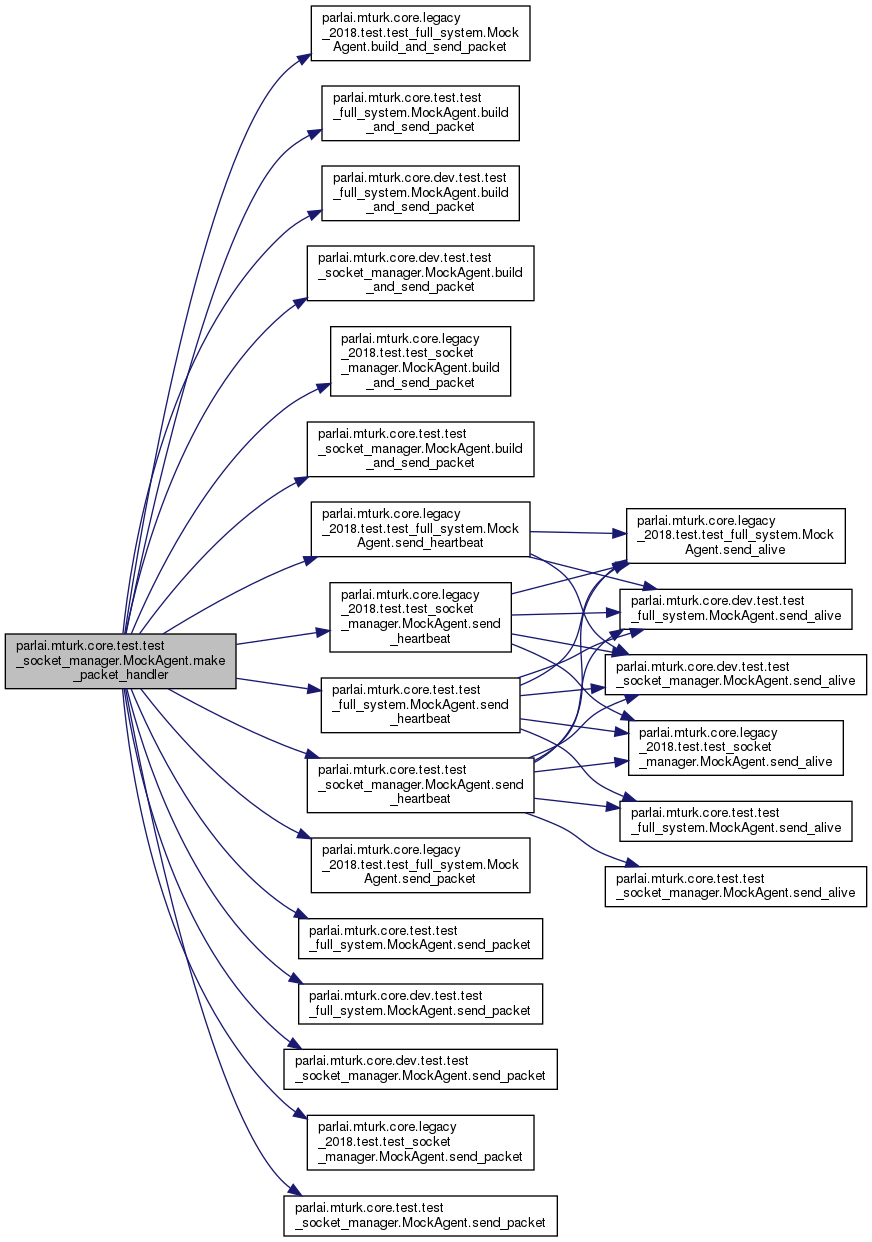 parlai.mturk.core.legacy
_2018.test.test_full_system.Mock
Agent.build_and_send_packet
parlai.mturk.core.test.test
_full_system.MockAgent.build
_and_send_packet
parlai.mturk.core.dev.test.test
_full_system.MockAgent.build
_and_send_packet
parlai.mturk.core.dev.test.test
_socket_manager.MockAgent.build
_and_send_packet
parlai.mturk.core.legacy
_2018.test.test_socket
_manager.MockAgent.build
_and_send_packet
parlai.mturk.core.test.test
_socket_manager.MockAgent.build
_and_send_packet
parlai.mturk.core.legacy
_2018.test.test_full_system.Mock
Agent.send_heartbeat
parlai.mturk.core.legacy
_2018.test.test_socket
_manager.MockAgent.send
_heartbeat
parlai.mturk.core.test.test
_socket_manager.MockAgent.make
_packet_handler
parlai.mturk.core.test.test
_full_system.MockAgent.send
_heartbeat
parlai.mturk.core.test.test
_socket_manager.MockAgent.send
_heartbeat
parlai.mturk.core.legacy
_2018.test.test_full_system.Mock
Agent.send_alive
parlai.mturk.core.dev.test.test
_full_system.MockAgent.send_alive
parlai.mturk.core.dev.test.test
_socket_manager.MockAgent.send_alive
parlai.mturk.core.legacy
_2018.test.test_socket
_manager.MockAgent.send_alive
parlai.mturk.core.test.test
_full_system.MockAgent.send_alive
parlai.mturk.core.test.test
_socket_manager.MockAgent.send_alive
parlai.mturk.core.legacy
_2018.test.test_full_system.Mock
Agent.send_packet
parlai.mturk.core.test.test
_full_system.MockAgent.send_packet
parlai.mturk.core.dev.test.test
_full_system.MockAgent.send_packet
parlai.mturk.core.dev.test.test
_socket_manager.MockAgent.send_packet
parlai.mturk.core.legacy
_2018.test.test_socket
_manager.MockAgent.send_packet
parlai.mturk.core.test.test
_socket_manager.MockAgent.send_packet